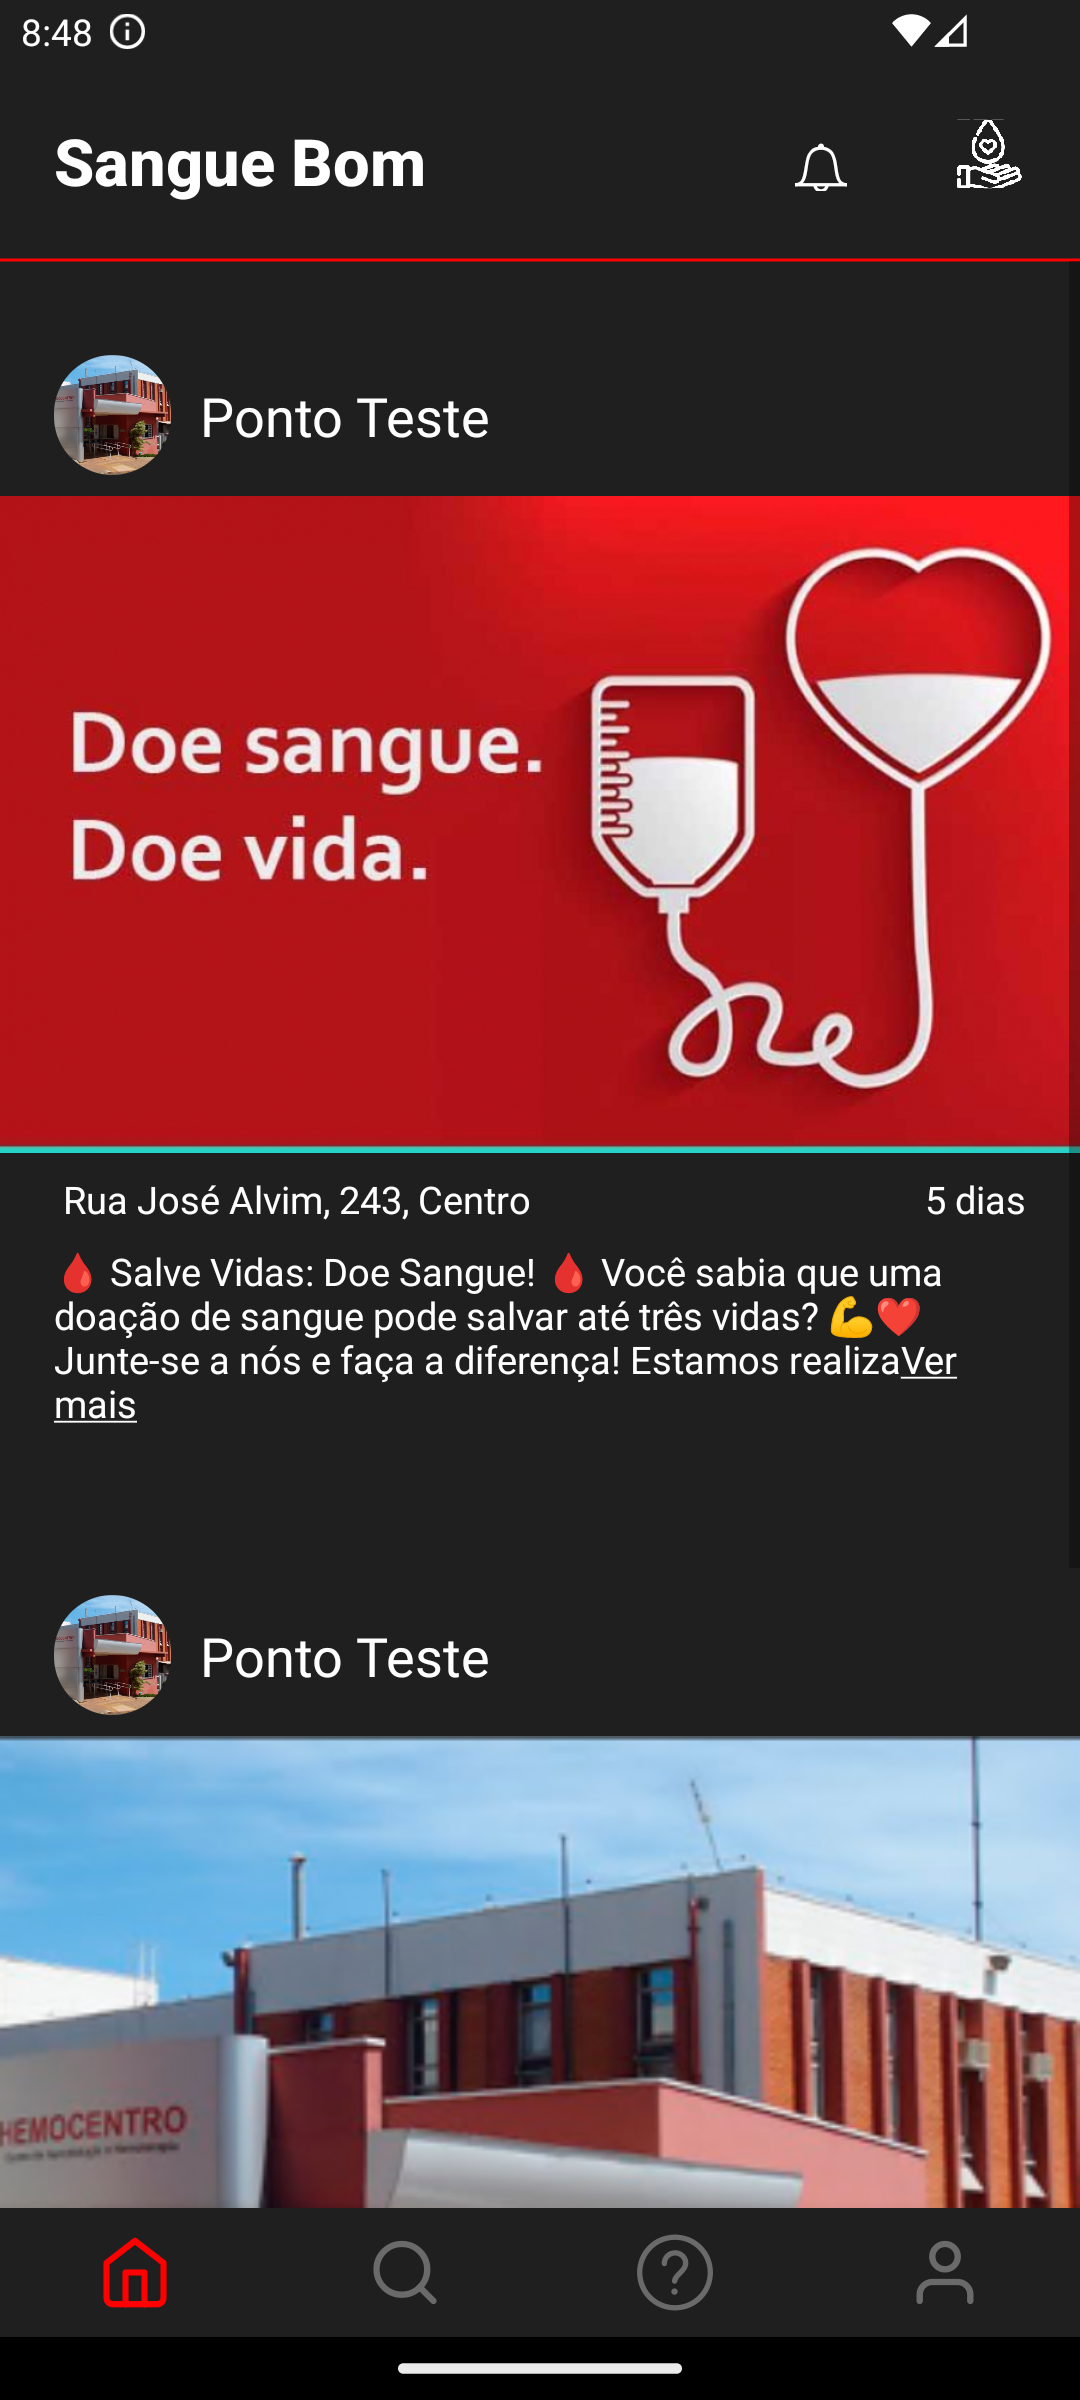 8:48
Sangue Bom
Ponto Teste
Doe sangue.
Doe vida.
Rua José Alvim, 243, Centro
5 dias
🩸 Salve Vidas: Doe Sangue! 🩸 Você sabia que uma
doação de sangue pode salvar até três vidas? 💪❤️
Junte-se a nós e faça a diferença! Estamos realizaVer
mais
Ponto Teste
HEMOCENTRO